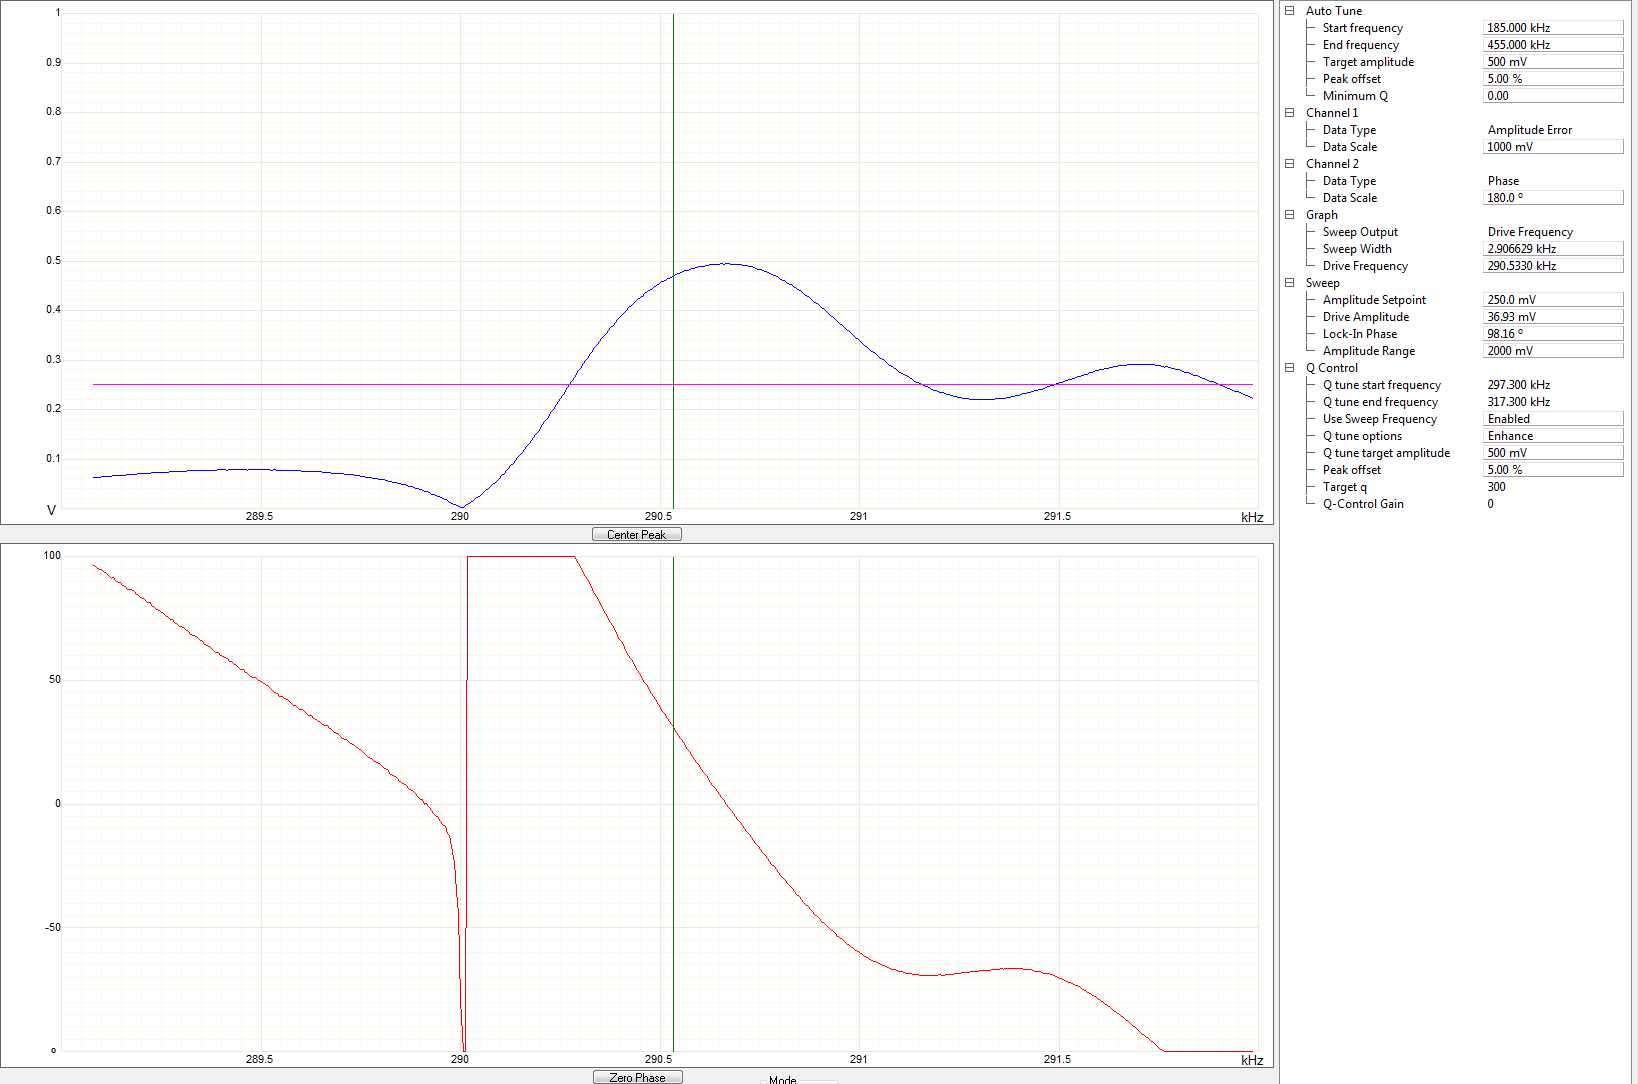 1
0.9
0.8
0.7
0.6
0.5
0.4
0.3
0.2
0.1
V
289.5 290 290.5 291 291.5 kHz
Center Peak
100
50
0
-50
°
289.5 290 290.5 291 291.5 kHz
Zero Phase
Mode
Auto Tune
Start frequency 185.000 kHz
End frequency 455.000 kHz
Target amplitude 500 mV
Peak offset 5.00 %
Minimum Q 0.00
Channel 1
Data Type Amplitude Error
Data Scale 1000 mV
Channel 2
Data Type Phase
Data Scale 180.0 º
Graph
Sweep Output Drive Frequency
Sweep Width 2.906629 kHz
Drive Frequency 290.5330 kHz
Sweep
Amplitude Setpoint 250.0 mV
Drive Amplitude 36.93 mV
Lock-In Phase 98.16 º
Amplitude Range 2000 mV
Q Control
Q tune start frequency 297.300 kHz
Q tune end frequency 317.300 kHz
Use Sweep Frequency Enabled
Q tune options Enhance
Q tune target amplitude 500 mV
Peak offset 5.00 %
Target q 300
Q-Control Gain 0